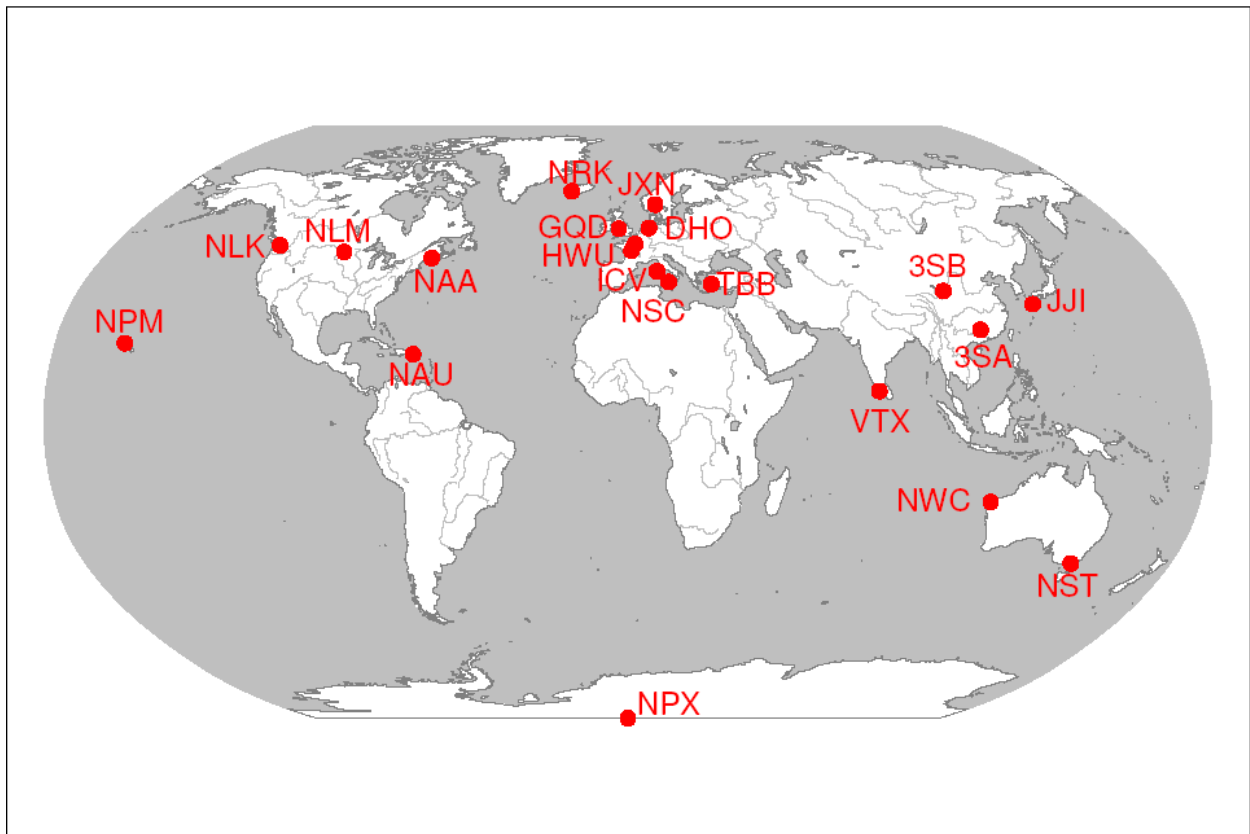 NRK
JXN
GQD
DHO
NLM
NLK
HWU
NAA
3SB
ICV
TBB
NSC
JJI
NPM
3SA
NAU
VTX
NWC
NST
NPX